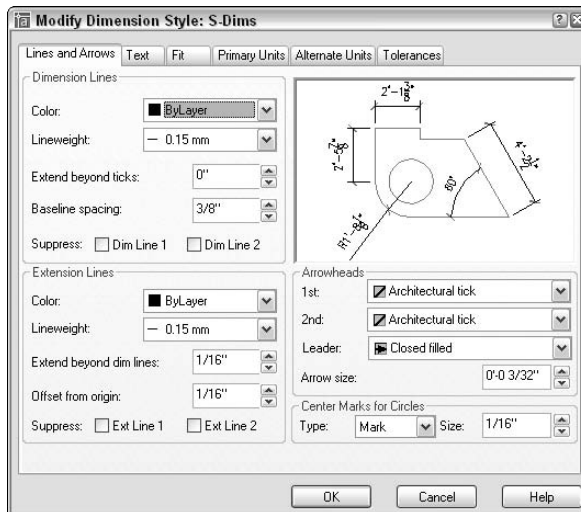 Modify Dimension Style: S-Dims
Lines and Arrows Text Fit Primary Units Alternate Units Tolerances
Dimension Lines
Color: ByLayer
Lineweight: 0.15 mm
Extend beyond ticks: 0"
Baseline spacing: 3/8"
Suppress: Dim Line 1 Dim Line 2
Extension Lines
Color: ByLayer
Lineweight: 0.15 mm
Extend beyond dim lines: 1/16"
Offset from origin: 1/16"
Suppress: Ext Line 1 Ext Line 2
80°
Arrowheads
1st: Architectural tick
2nd: Architectural tick
Leader: Closed filled
Arrow size: 0'-0 3/32"
Center Marks for Circles
Type: Mark Size: 1/16"
OK Cancel Help